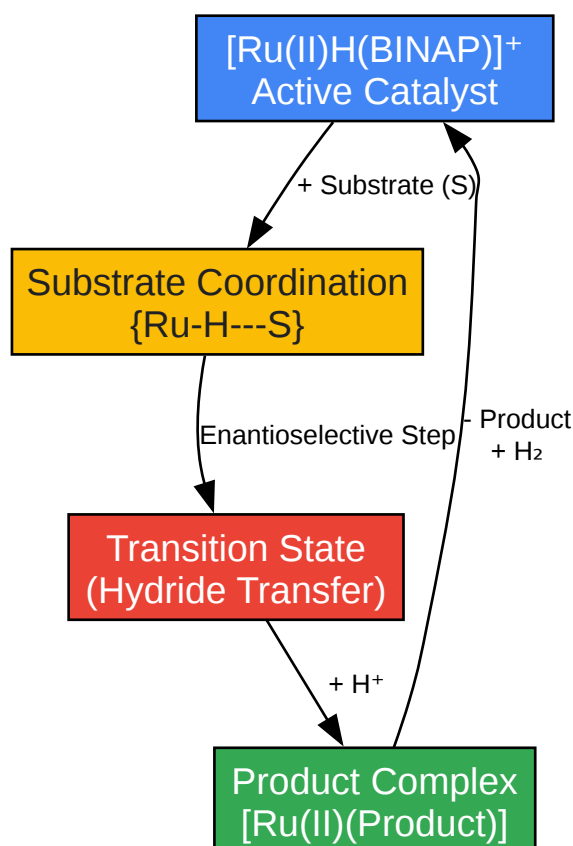 [Ru(II)H(BINAP)]⁺
Active Catalyst
+ Substrate (S)
Substrate Coordination
{Ru-H---S}
Enantioselective Step
- Product
+ H₂
Transition State
(Hydride Transfer)
+ H⁺
Product Complex
[Ru(II)(Product)]